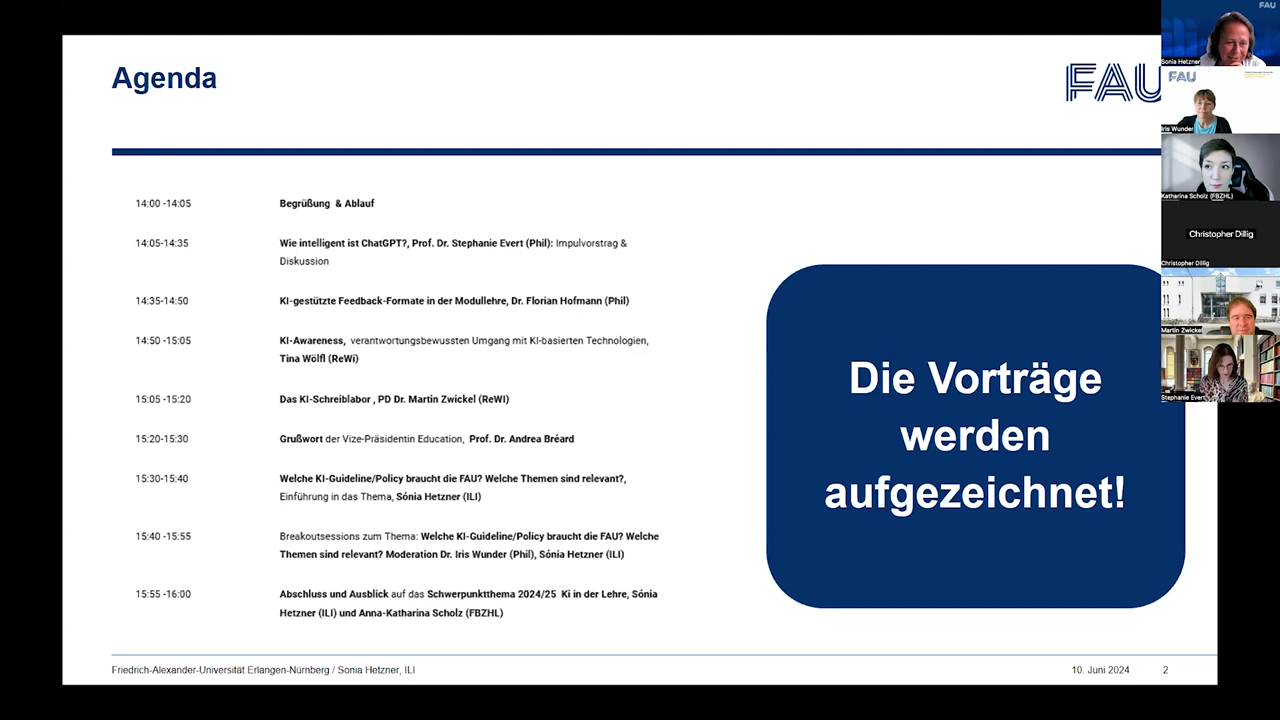 Agenda
FAU
14:00 -14:05
Begrüßung & Ablauf
14:05-14:35
Wie intelligent ist ChatGPT?, Prof. Dr. Stephanie Evert (Phil): Impulvorstrag &
Diskussion
14:35-14:50
KI-gestützte Feedback-Formate in der Modullehre, Dr. Florian Hofmann (Phil)
14:50 -15:05
KI-Awareness, verantwortungsbewussten Umgang mit KI-basierten Technologien,
Tina Wölfl (ReWi)
15:05 -15:20
Das KI-Schreiblabor , PD Dr. Martin Zwickel (ReWI)
15:20-15:30
Grußwort der Vize-Präsidentin Education, Prof. Dr. Andrea Bréard
15:30-15:40
Welche KI-Guideline/Policy braucht die FAU? Welche Themen sind relevant?,
Einführung in das Thema, Sónia Hetzner (ILI)
15:40 -15:55
Breakoutsessions zum Thema: Welche KI-Guideline/Policy braucht die FAU? Welche
Themen sind relevant? Moderation Dr. Iris Wunder (Phil), Sónia Hetzner (ILI)
15:55 -16:00
Abschluss und Ausblick auf das Schwerpunktthema 2024/25 Ki in der Lehre, Sónia
Hetzner (ILI) und Anna-Katharina Scholz (FBZHL)
Die Vorträge
werden
aufgezeichnet!
Friedrich-Alexander-Universität Erlangen-Nürnberg / Sonia Hetzner, ILI
10. Juni 2024
2
FAU
Sonia Hetzner
FAU
Iris Wunder
Katharina Scholz (FBZHL)
Christopher Dillig
Christopher Dillig
Martin Zwickel
Stephanie Evert